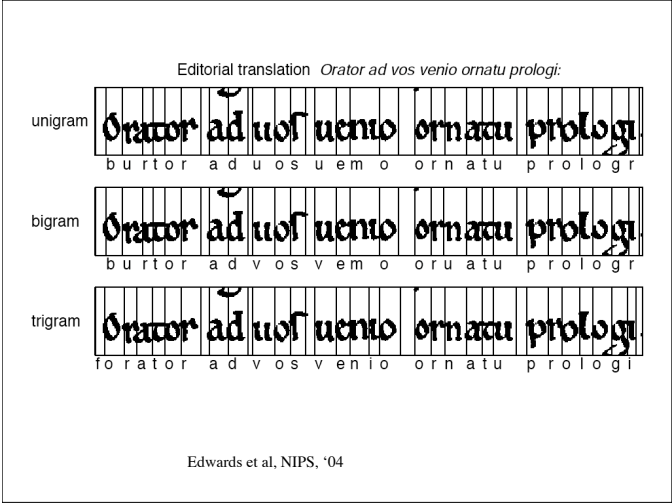 Editorial translation Orator ad vos venio ornatu prologi:
unigram
Orator ad uos uenio ornatu prologi.
b u r t o r a d u o s u e m o o r n a t u p r o l o g r
bigram
Orator ad uos uenio ornatu prologi.
b u r t o r a d v o s v e m o o r u a t u p r o l o g r
trigram
Orator ad uos uenio ornatu prologi.
f o r a t o r a d v o s v e n i o o r n a t u p r o l o g i
Edwards et al, NIPS, ‘04